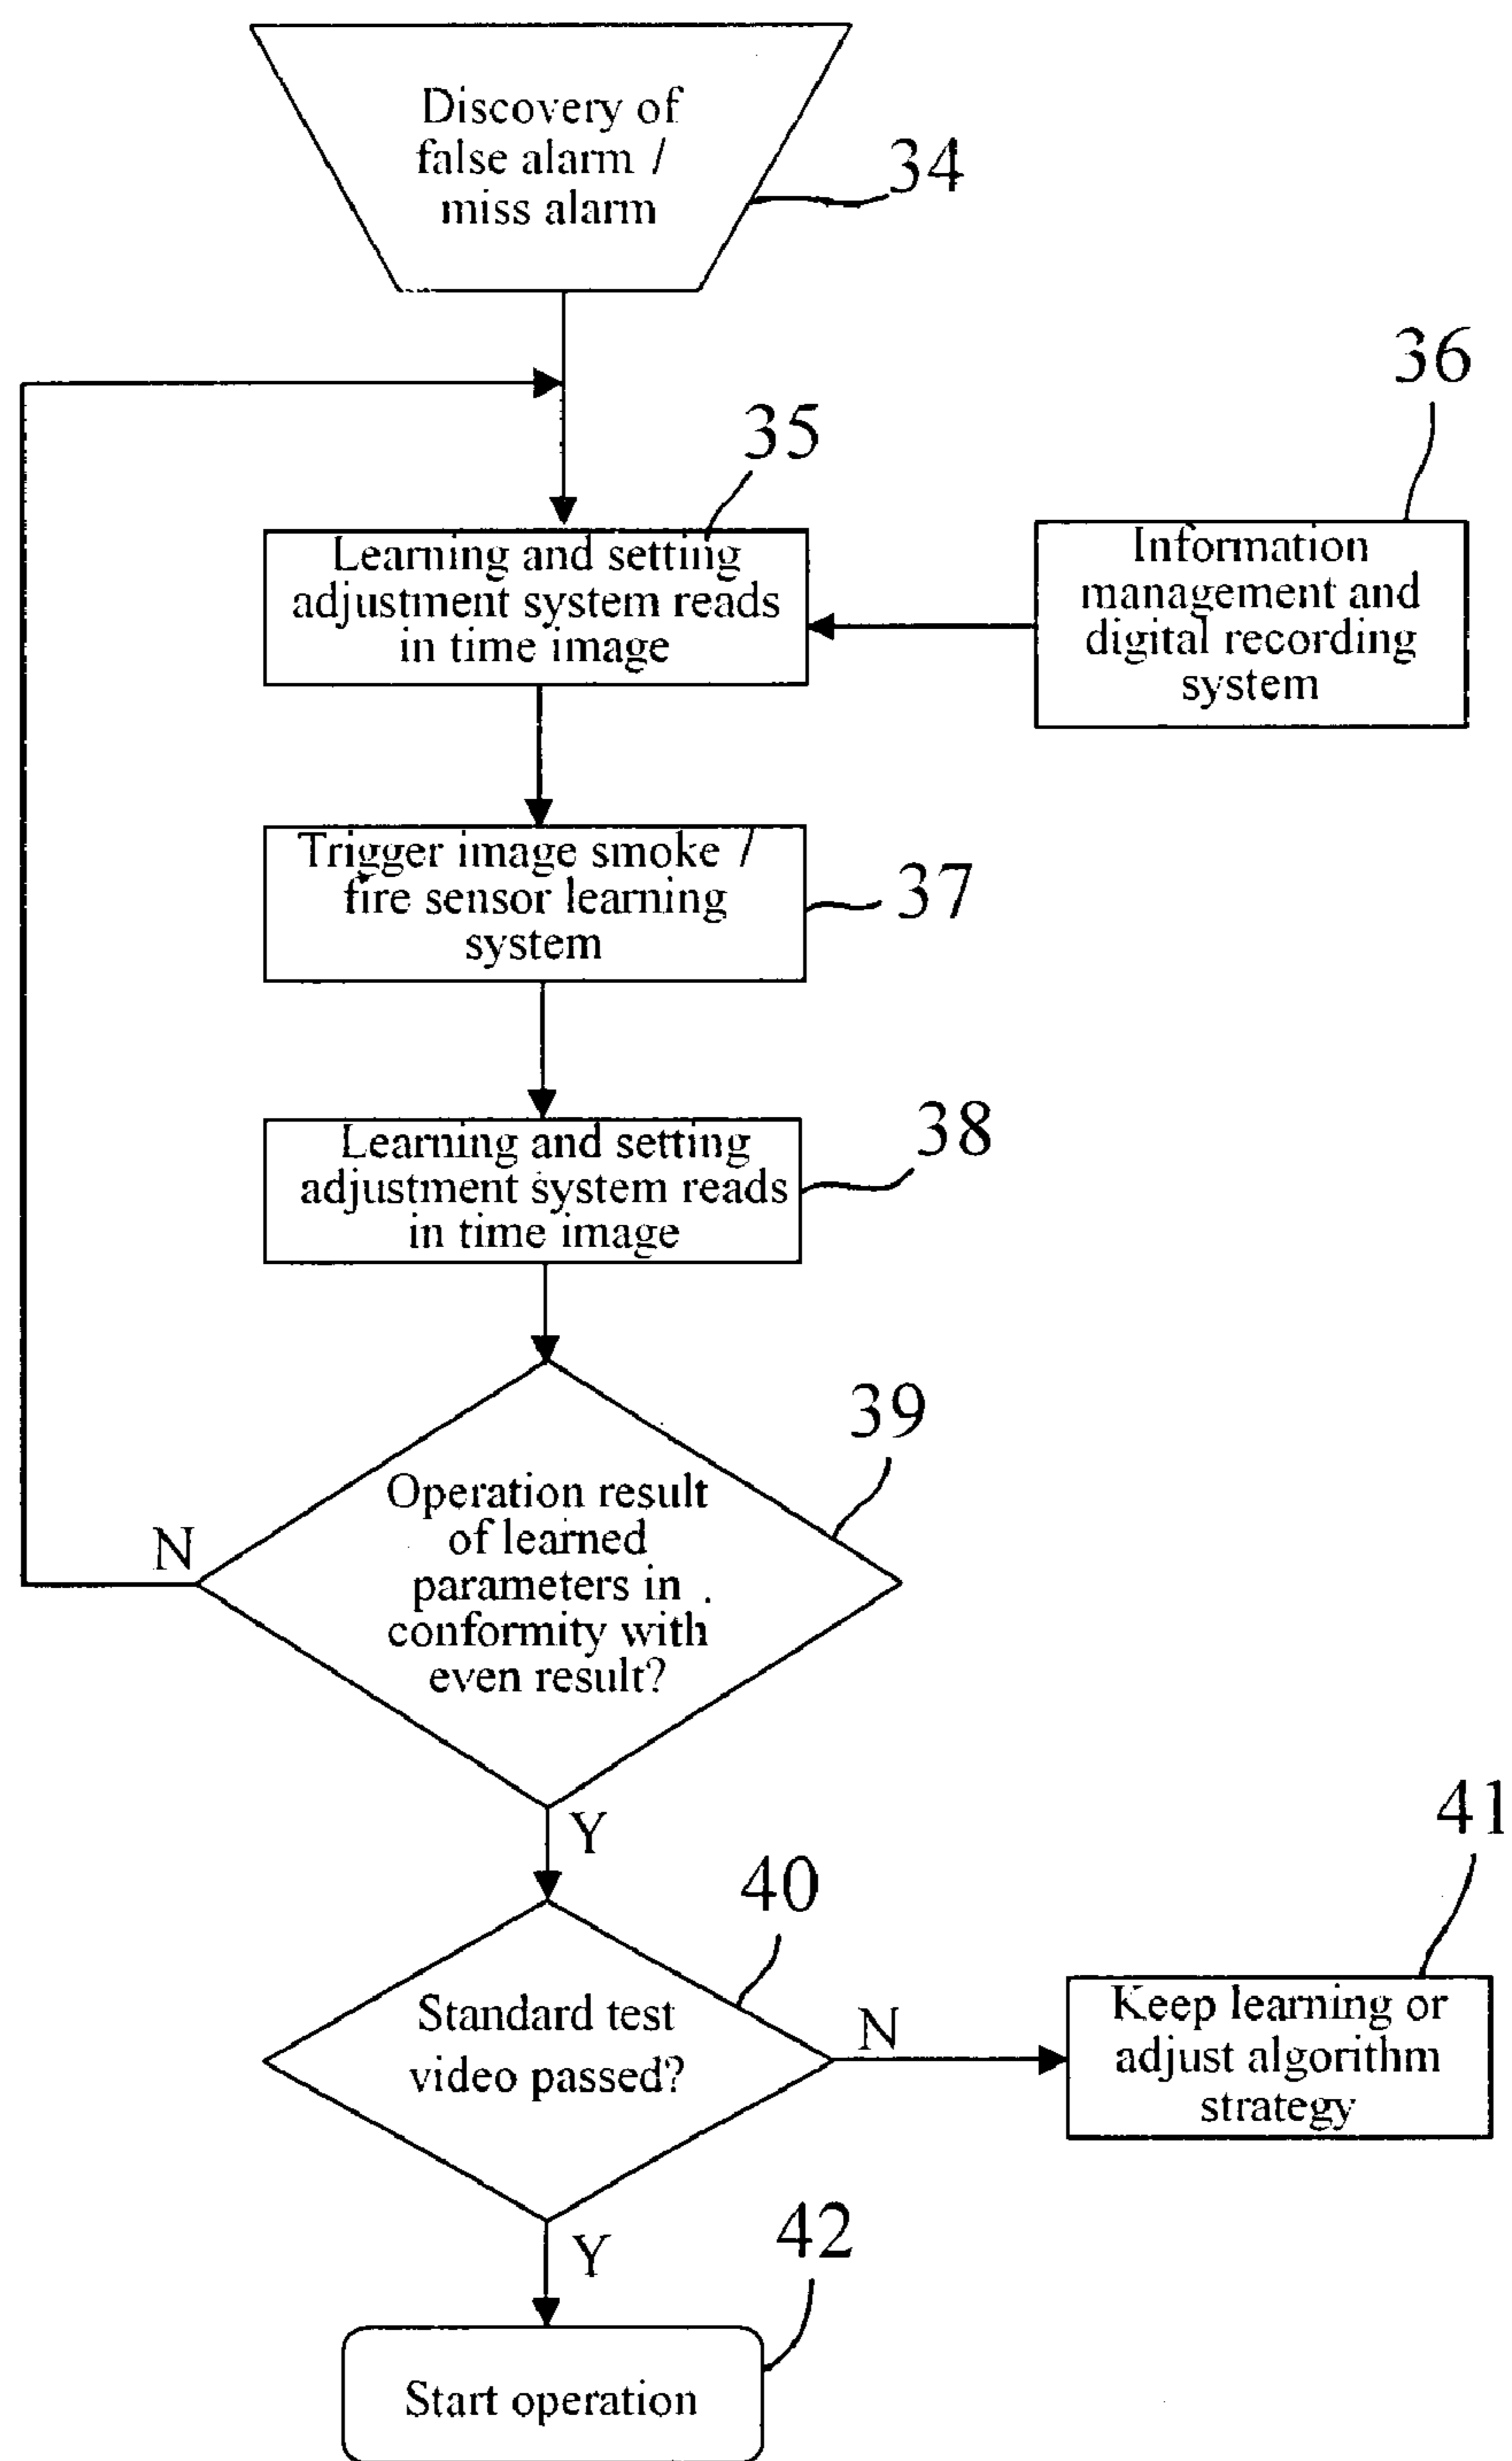 Discovery of
false alarm /
miss alarm
34
36
35
Learning and setting
adjustment system reads
in time image
Information
management and
digital recording
system
Trigger image smoke /
fire sensor learning
system
37
Learning and setting
adjustment system reads
in time image
38
39
Operation result
of learned
parameters in
conformity with
even result?
N
Y
41
40
Standard test
video passed?
N
Keep learning or
adjust algorithm
strategy
Y
42
Start operation